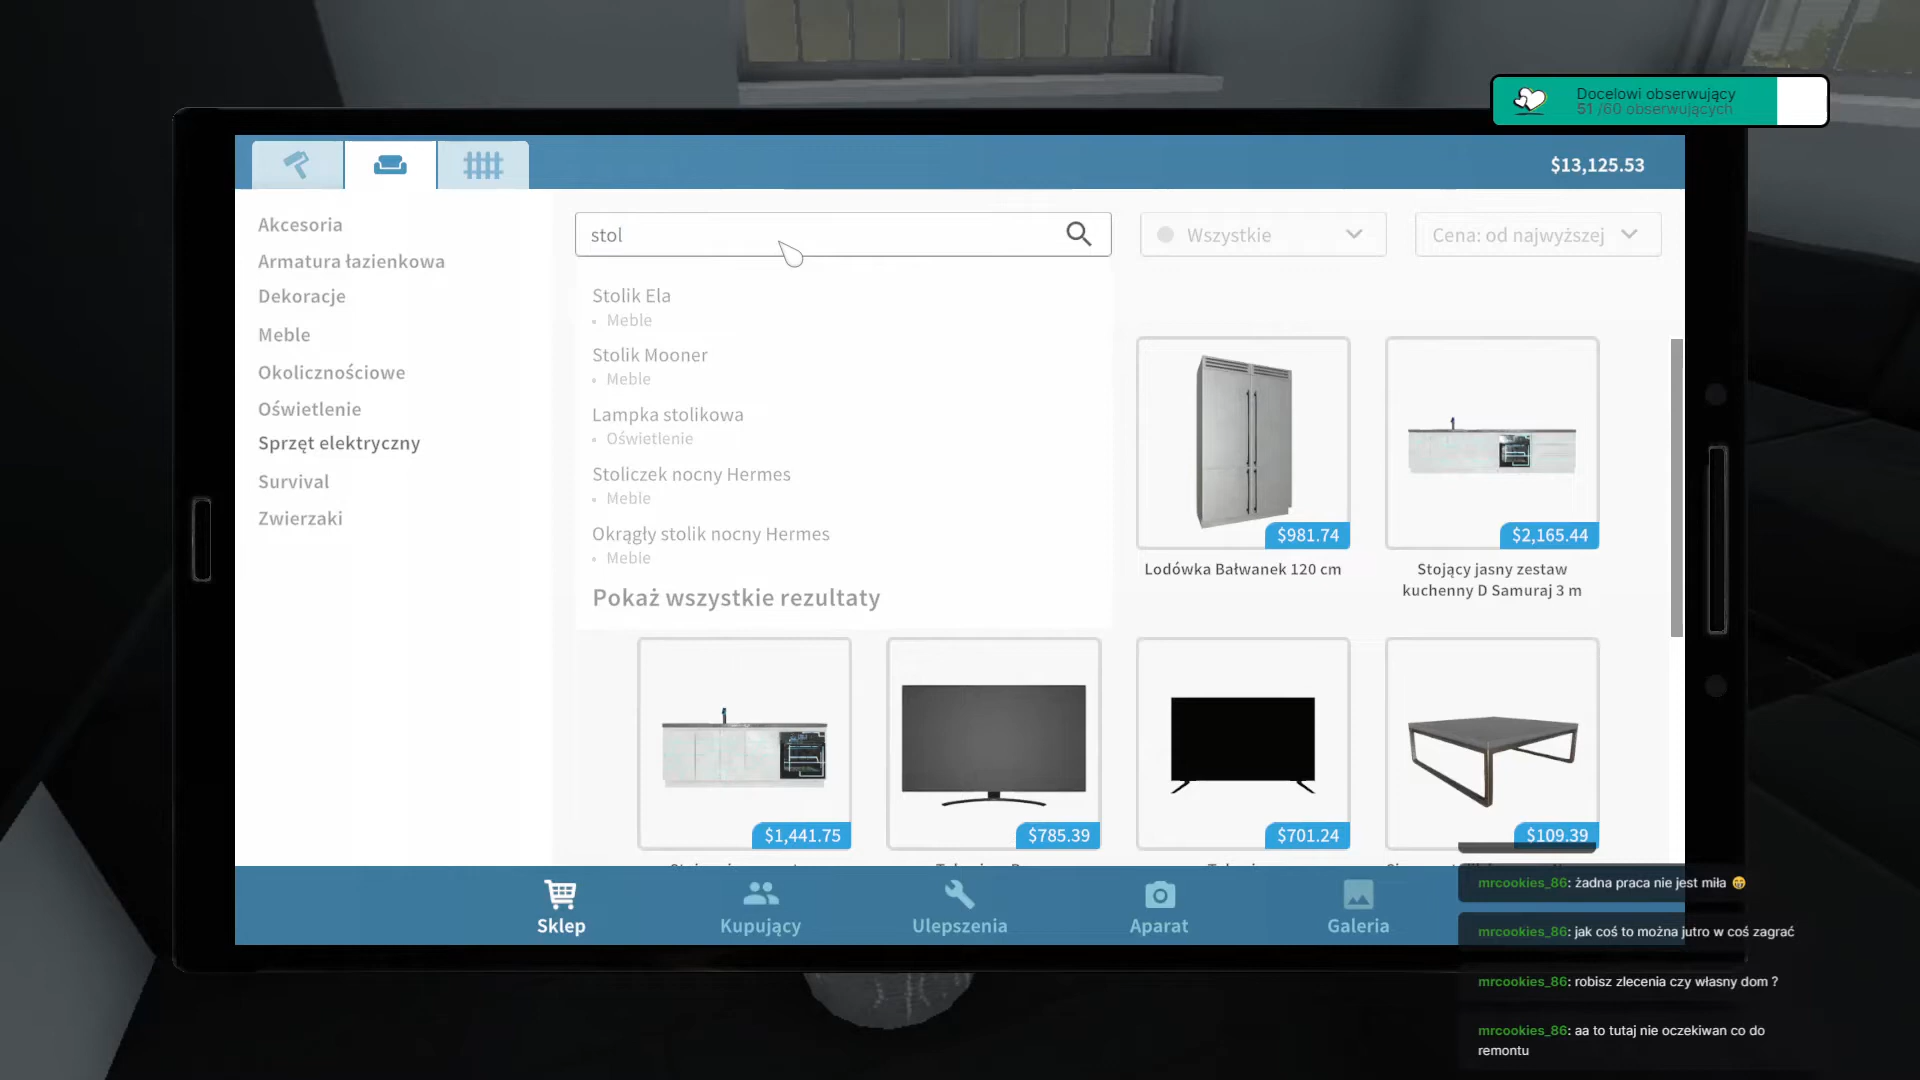 Docelowi obserwujący
51 /60 obserwujących
$13,125.53
Akcesoria
Armatura łazienkowa
Dekoracje
Meble
Okolicznościowe
Oświetlenie
Sprzęt elektryczny
Survival
Zwierzaki
stol
Wszystkie
Cena: od najwyższej
Stolik Ela
• Meble
Stolik Mooner
• Meble
Lampka stolikowa
• Oświetlenie
Stoliczek nocny Hermes
• Meble
Okrągły stolik nocny Hermes
• Meble
Pokaż wszystkie rezultaty
$981.74
Lodówka Bałwanek 120 cm
$2,165.44
Stojący jasny zestaw
kuchenny D Samuraj 3 m
$1,441.75
$785.39
$701.24
$109.39
Sklep
Kupujący
Ulepszenia
Aparat
Galeria
mrcookies_86: żadna praca nie jest miła 😁
mrcookies_86: jak coś to można jutro w coś zagrać
mrcookies_86: robisz zlecenia czy własny dom ?
mrcookies_86: aa to tutaj nie oczekiwan co do
remontu